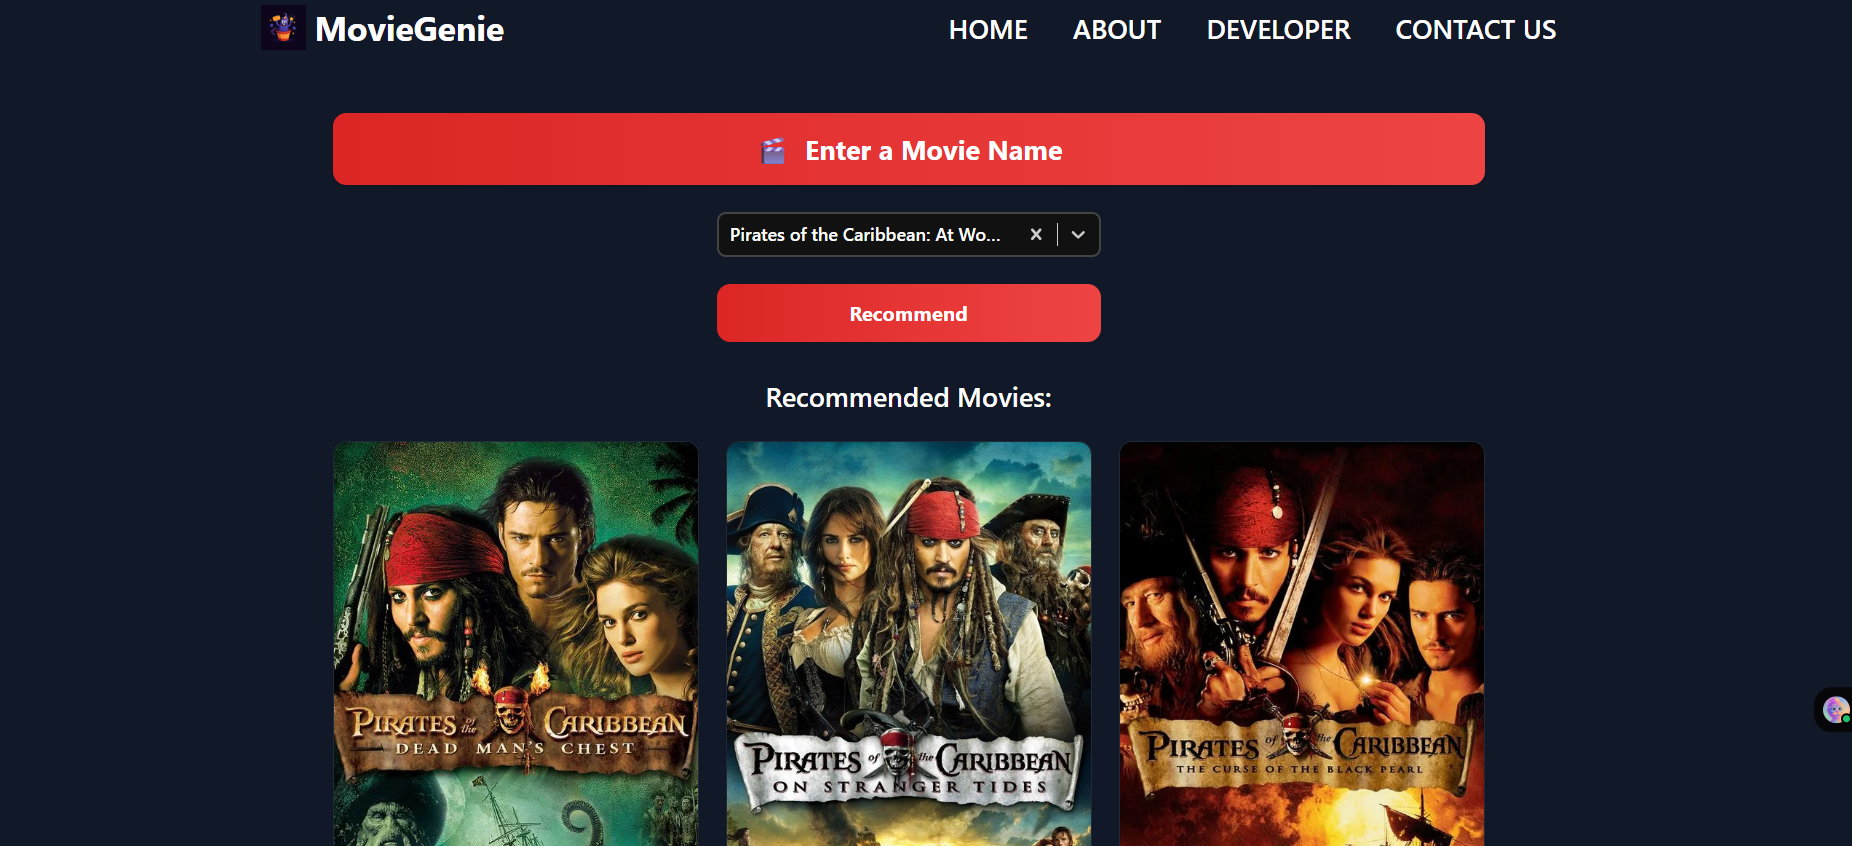 MovieGenie
HOME ABOUT DEVELOPER CONTACT US
Enter a Movie Name
Pirates of the Caribbean: At Wo...
Recommend
Recommended Movies:
PIRATES of the CARIBBEAN
DEAD MAN'S CHEST
PIRATES of the CARIBBEAN
ON STRANGER TIDES
PIRATES of the CARIBBEAN
THE CURSE OF THE BLACK PEARL